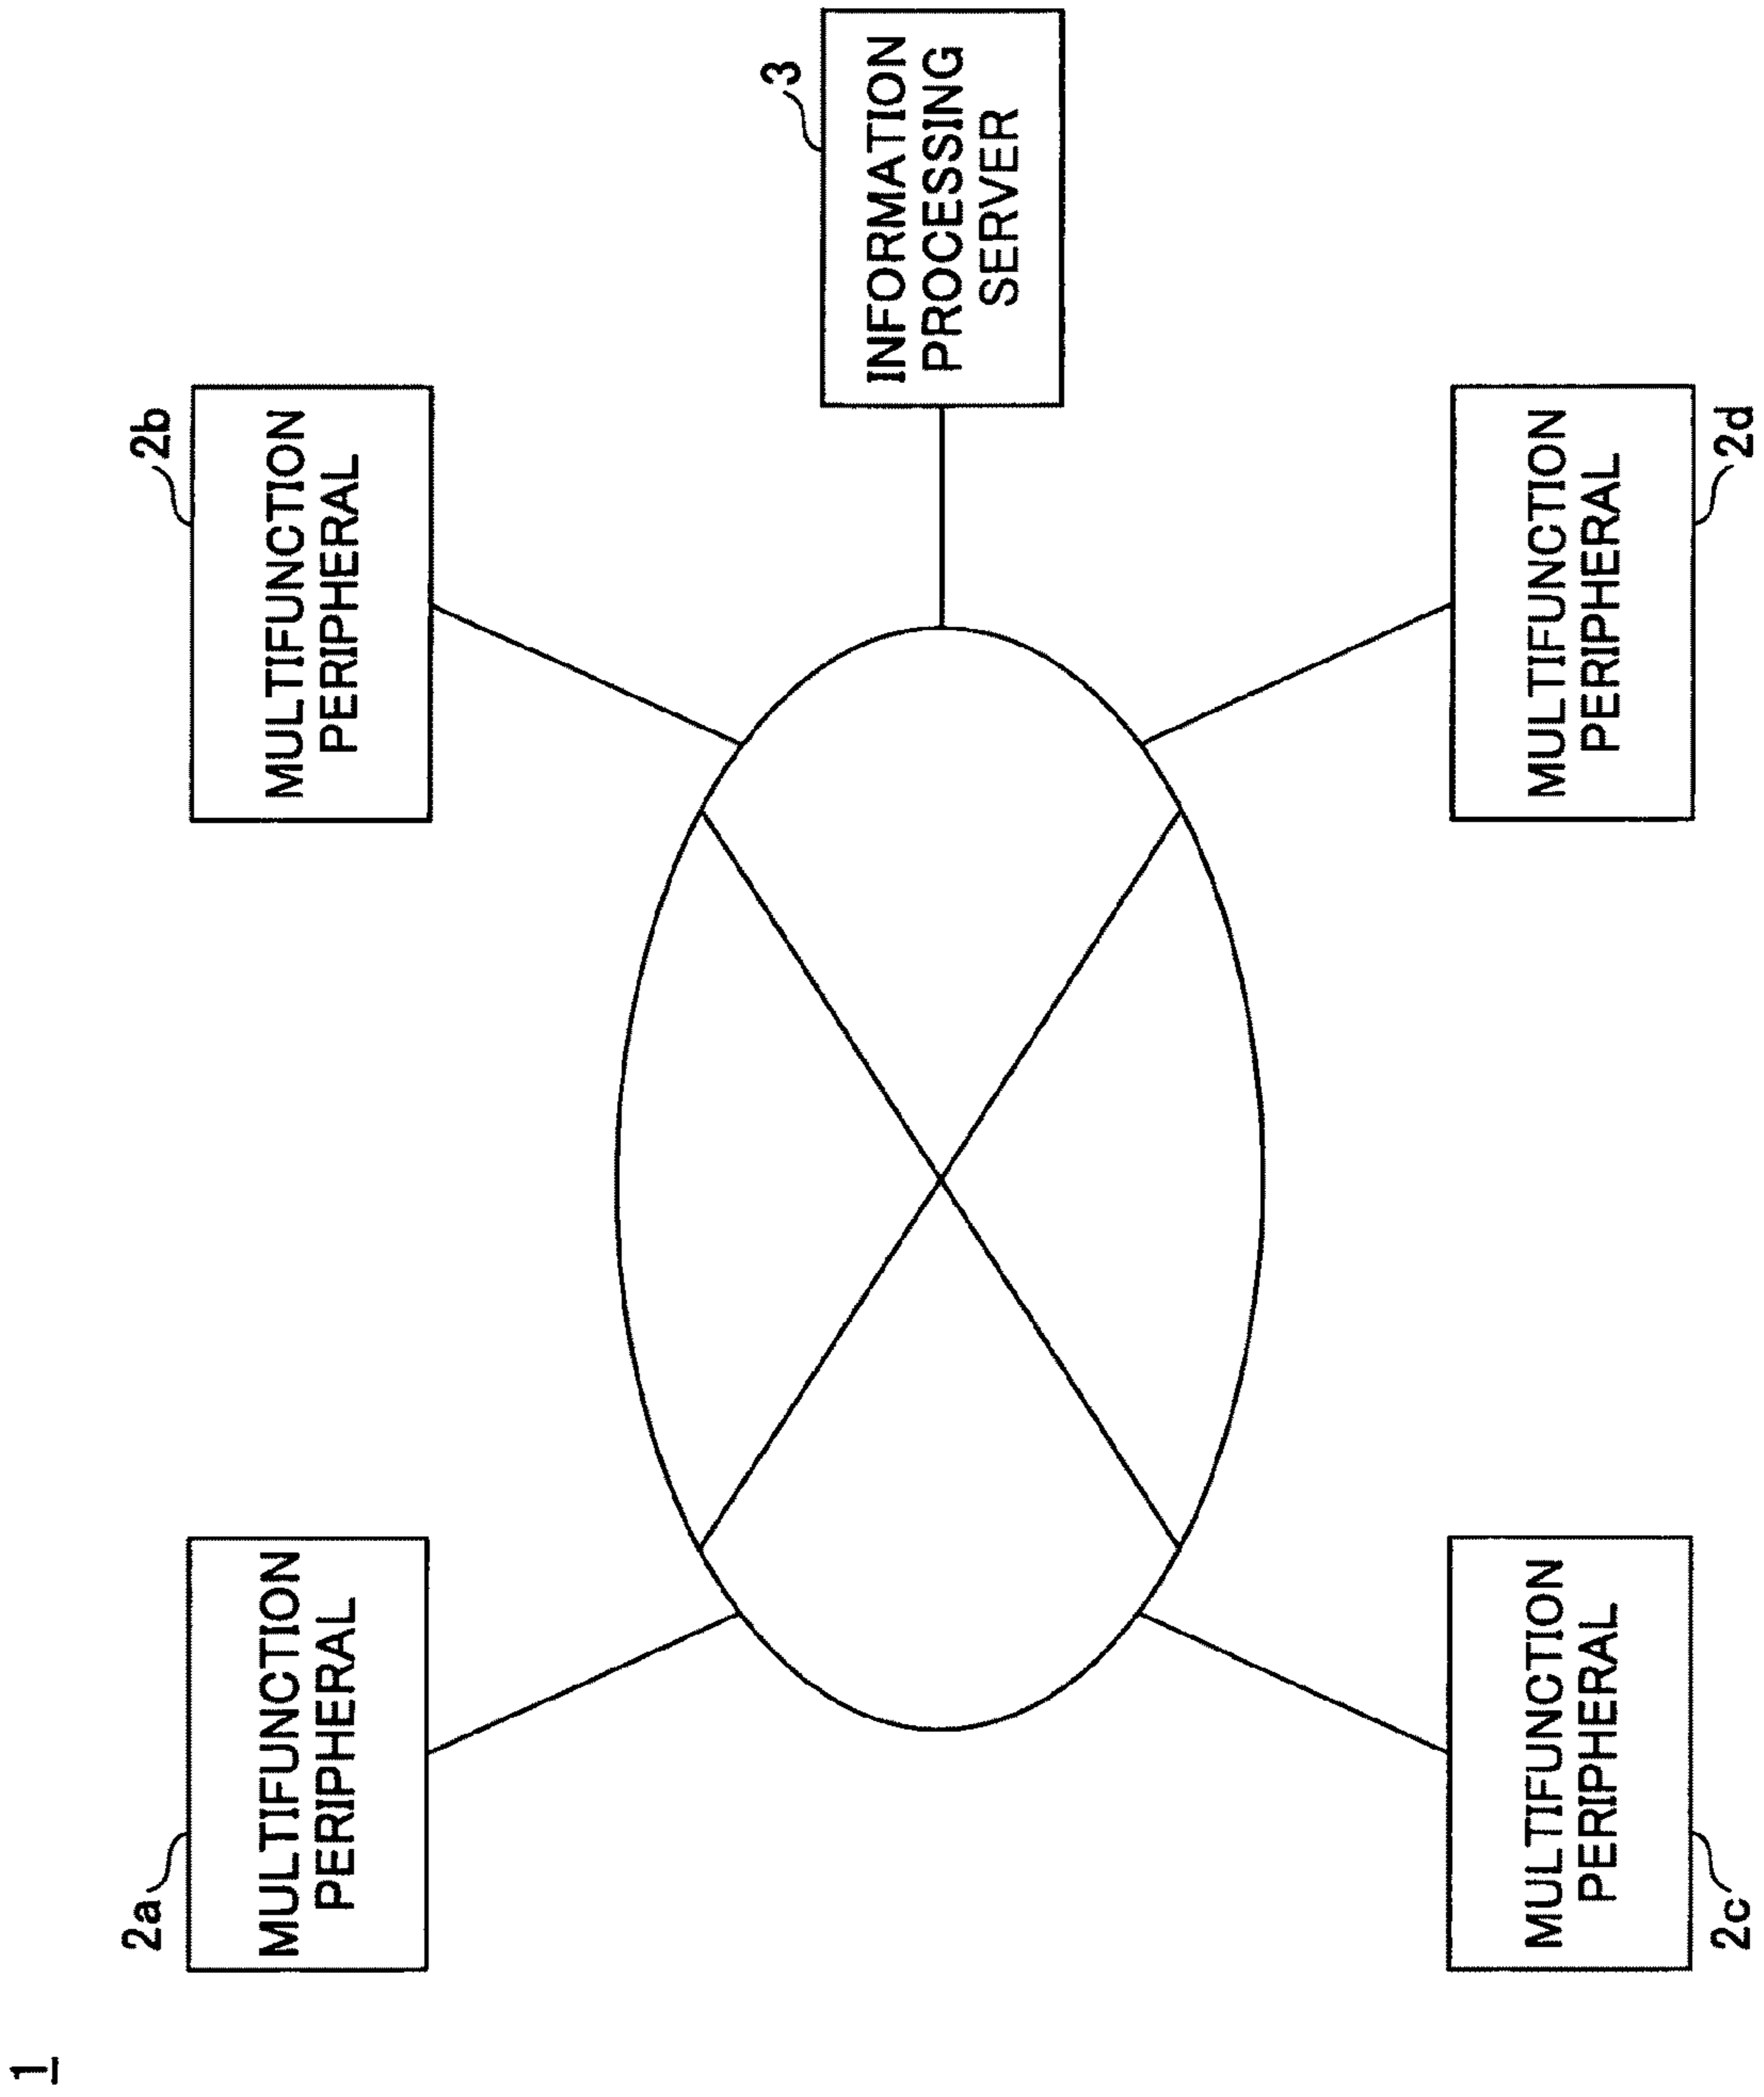 1
2a
MULTIFUNCTION
PERIPHERAL
2b
MULTIFUNCTION
PERIPHERAL
3
INFORMATION
PROCESSING
SERVER
MULTIFUNCTION
PERIPHERAL
2c
MULTIFUNCTION
PERIPHERAL
2d